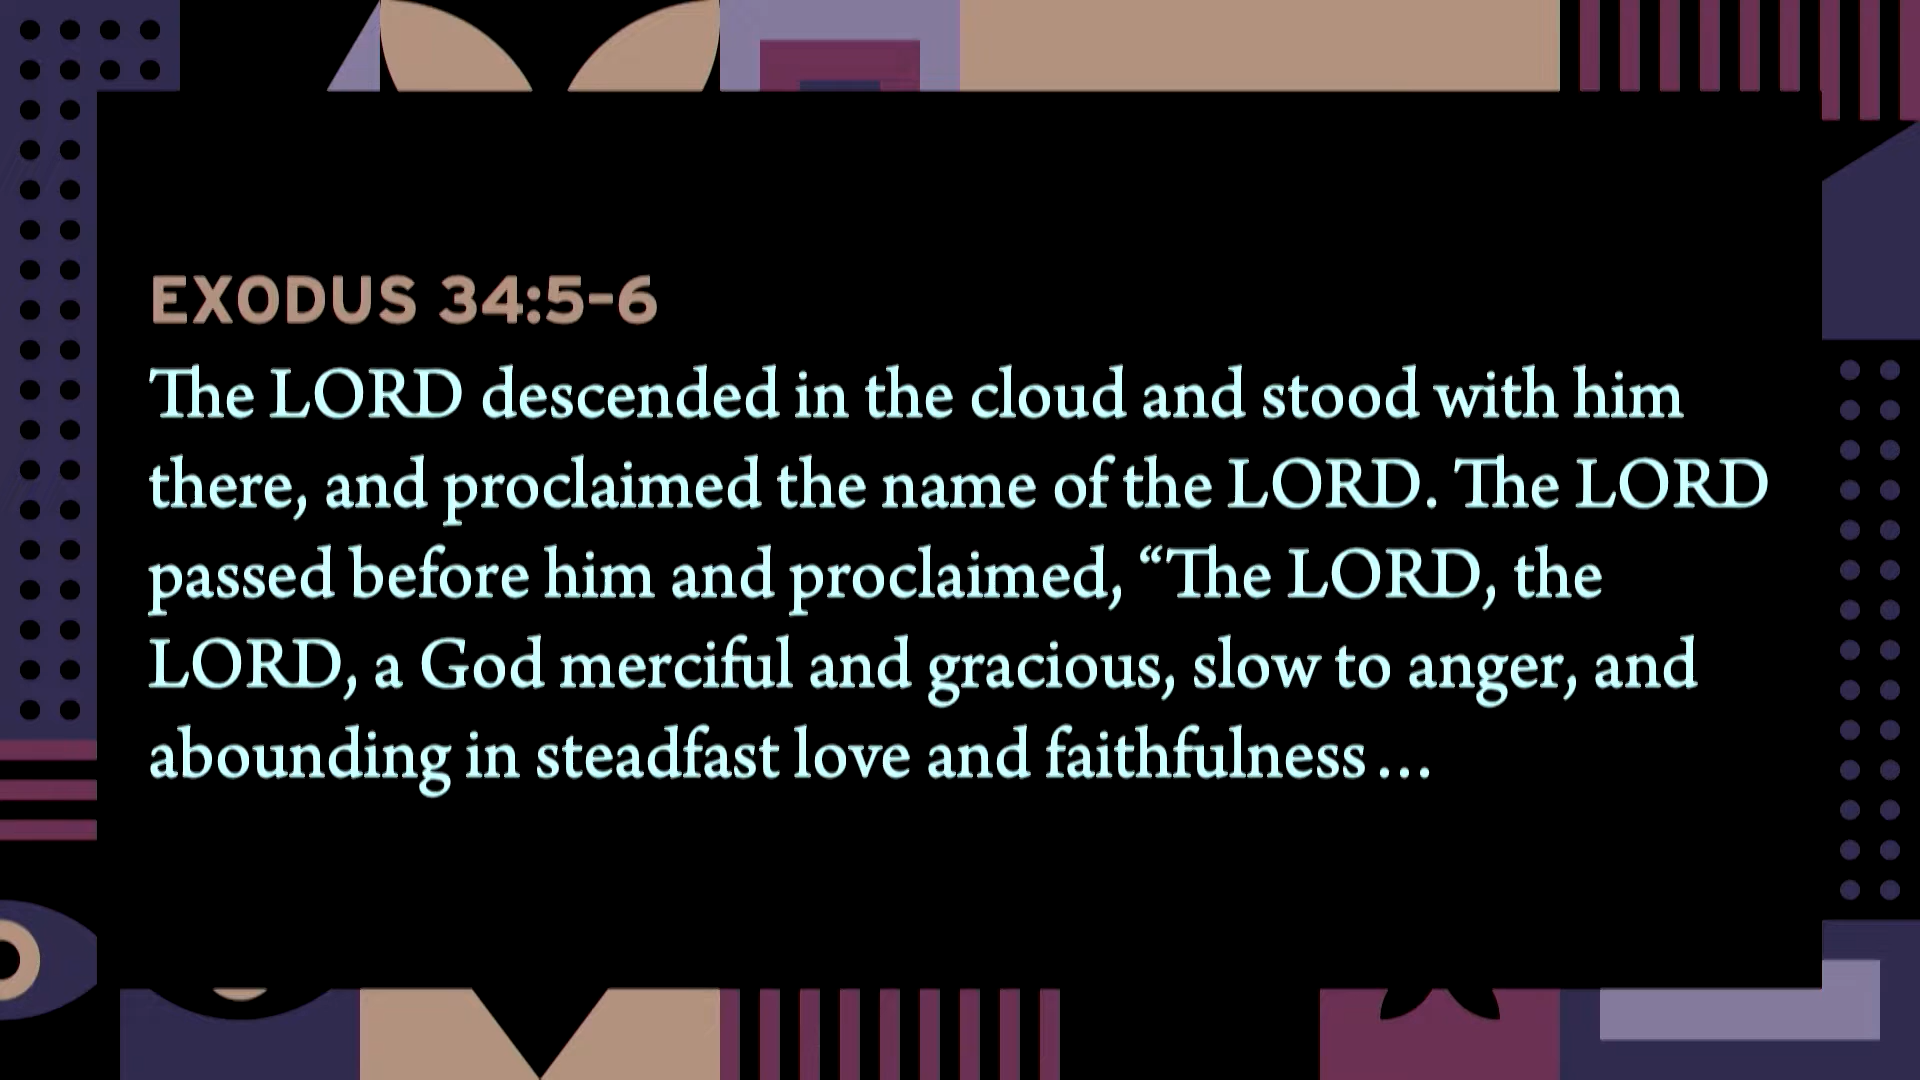 EXODUS 34:5-6
The LORD descended in the cloud and stood with him
there, and proclaimed the name of the LORD. The LORD
passed before him and proclaimed, “The LORD, the
LORD, a God merciful and gracious, slow to anger, and
abounding in steadfast love and faithfulness …